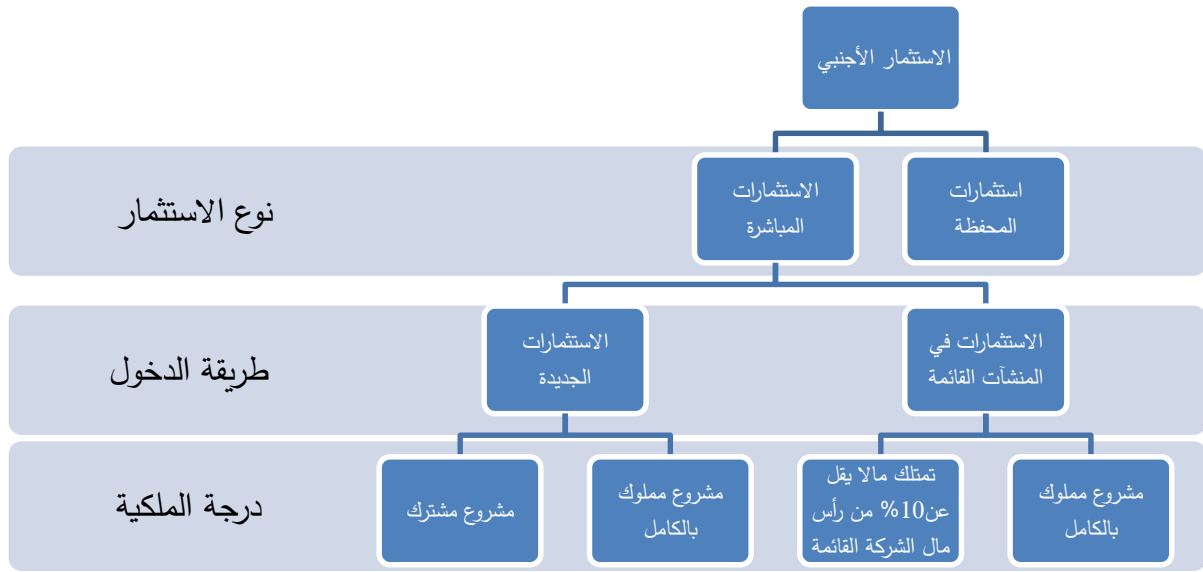 الاستثمار الأجنبي
نوع الاستثمار
استثمارات
المحفظة
الاستثمارات
المباشرة
طريقة الدخول
الاستثمارات في
المنشآت القائمة
الاستثمارات
الجديدة
درجة الملكية
مشروع مملوك
بالكامل
تمتلك مالا يقل
عن10% من رأس
مال الشركة القائمة
مشروع مملوك
بالكامل
مشروع مشترك